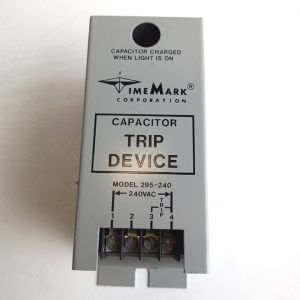 CAPACITOR CHARGED
WHEN LIGHT IS ON
TIMEMARK®
CORPORATION
CAPACITOR
TRIP
DEVICE
MODEL 295-240
240VAC
TRIP
1 2 3 4